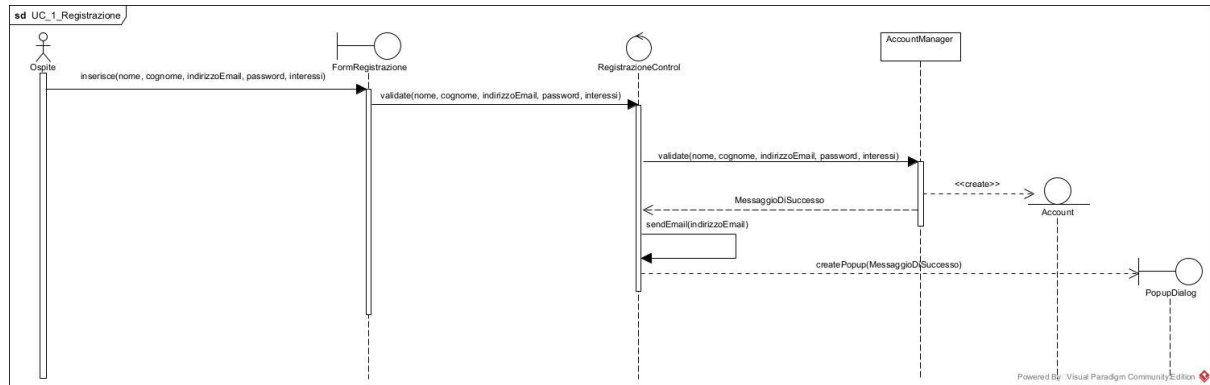 sd UC_1_Registrazione
Ospite
FormRegistrazione
RegistrazioneControl
AccountManager
inserisce(nome, cognome, indirizzoEmail, password, interessi)
validate(nome, cognome, indirizzoEmail, password, interessi)
validate(nome, cognome, indirizzoEmail, password, interessi)
<<create>>
Account
MessaggioDiSuccesso
sendEmail(indirizzoEmail)
createPopup(MessaggioDiSuccesso)
PopupDialog
Powered By Visual Paradigm Community Edition